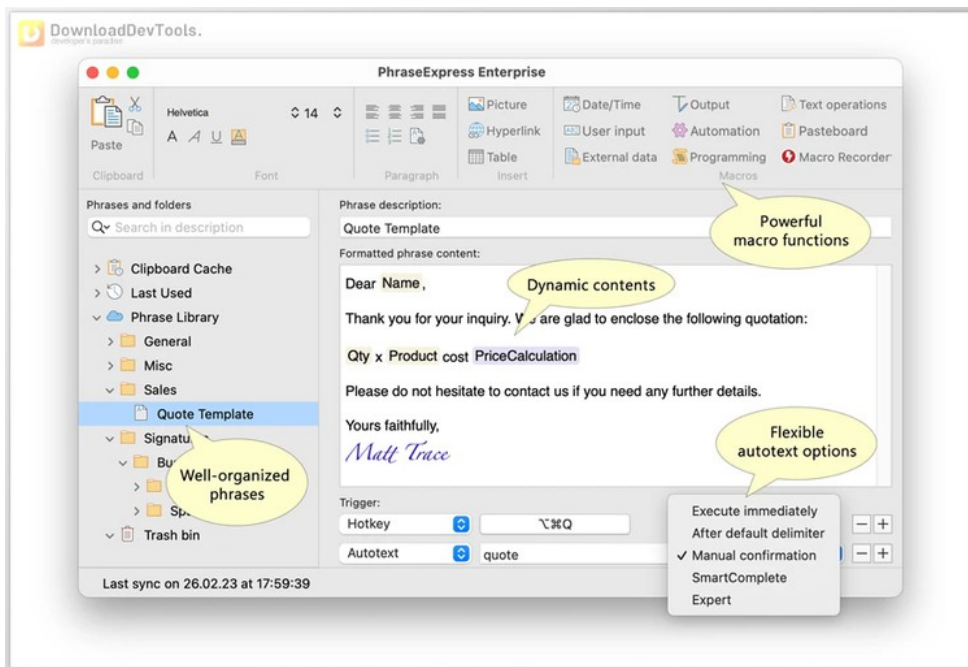 DownloadDevTools.
developer's paradise
PhraseExpress Enterprise
Paste
Helvetica
14
A A U A
Picture
Hyperlink
Table
Date/Time
User input
External data
Output
Automation
Programming
Text operations
Pasteboard
Macro Recorder
Clipboard
Font
Paragraph
Insert
Macros
Phrases and folders
Search in description
Clipboard Cache
Last Used
Phrase Library
General
Misc
Sales
Quote Template
Signatu
Bu
Sp
Trash bin
Well-organized
phrases
Phrase description:
Quote Template
Powerful
macro functions
Formatted phrase content:
Dear Name,
Dynamic contents
Thank you for your inquiry. We are glad to enclose the following quotation:
Qty x Product cost PriceCalculation
Please do not hesitate to contact us if you need any further details.
Yours faithfully,
Matt Trace
Flexible
autotext options
Trigger:
Hotkey
⌥⌘Q
Autotext
quote
Execute immediately
After default delimiter
✓ Manual confirmation
SmartComplete
Expert
Last sync on 26.02.23 at 17:59:39